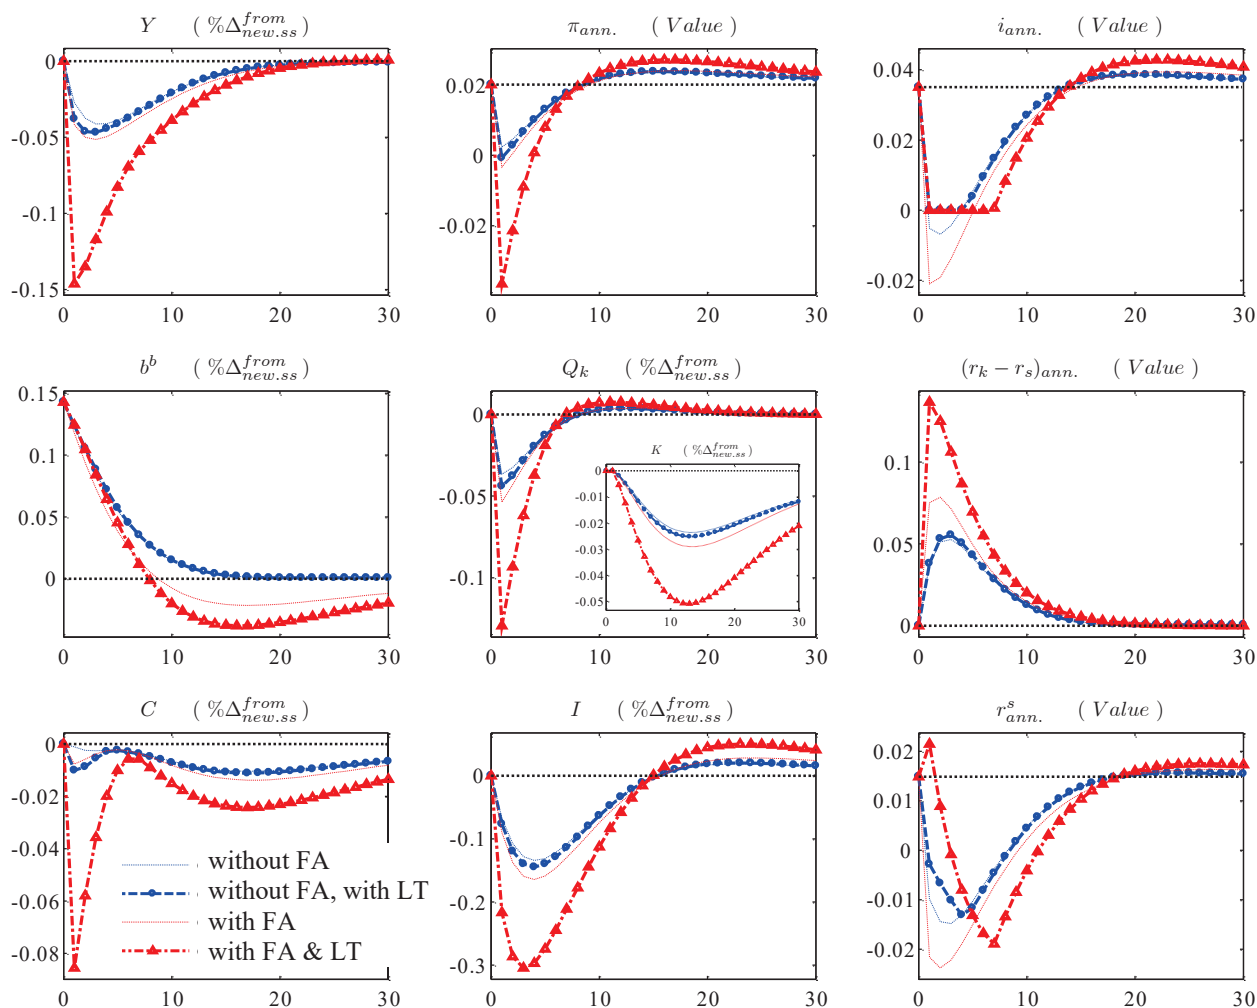 Y ( %Δ^{from}_{new.ss})
0
-0.05
-0.1
-0.15
0 10 20 30
π_{ann.} ( Value )
0.02
0
-0.02
0 10 20 30
i_{ann.} ( Value )
0.04
0.02
0
-0.02
0 10 20 30
b^b ( %Δ^{from}_{new.ss})
0.15
0.1
0.05
0
0 10 20 30
Q_k ( %Δ^{from}_{new.ss})
0
-0.05
-0.1
0 10 20 30
K ( %Δ^{from}_{new.ss})
0
-0.01
-0.02
-0.03
-0.04
-0.05
0 10 20 30
(r_k − r_s)_{ann.} ( Value )
0.1
0.05
0
0 10 20 30
C ( %Δ^{from}_{new.ss})
0
-0.02
-0.04
-0.06
-0.08
without FA
without FA, with LT
with FA
with FA & LT
0 10 20 30
I ( %Δ^{from}_{new.ss})
0
-0.1
-0.2
-0.3
0 10 20 30
r^s_{ann.} ( Value )
0.02
0.01
0
-0.01
-0.02
0 10 20 30